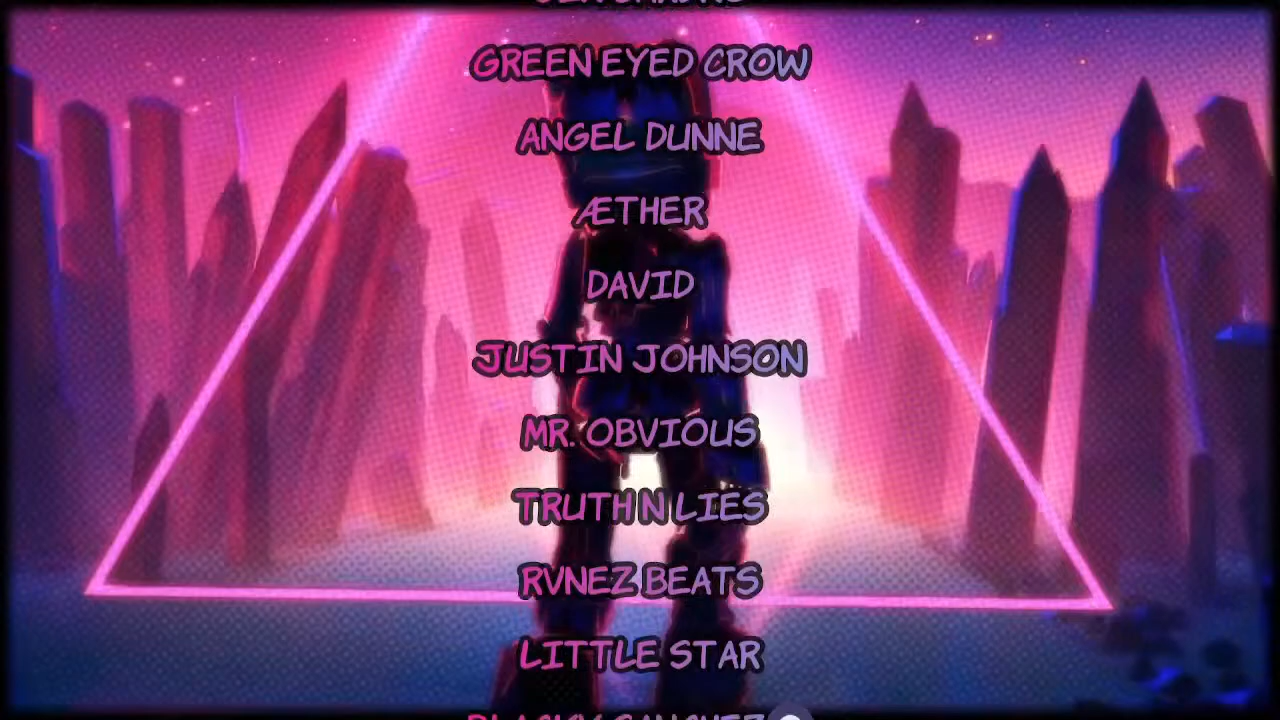 GREEN EYED CROW
ANGEL DUNNE
ÆTHER
DAVID
JUSTIN JOHNSON
MR. OBVIOUS
TRUTH N LIES
RVNEZ BEATS
LITTLE STAR